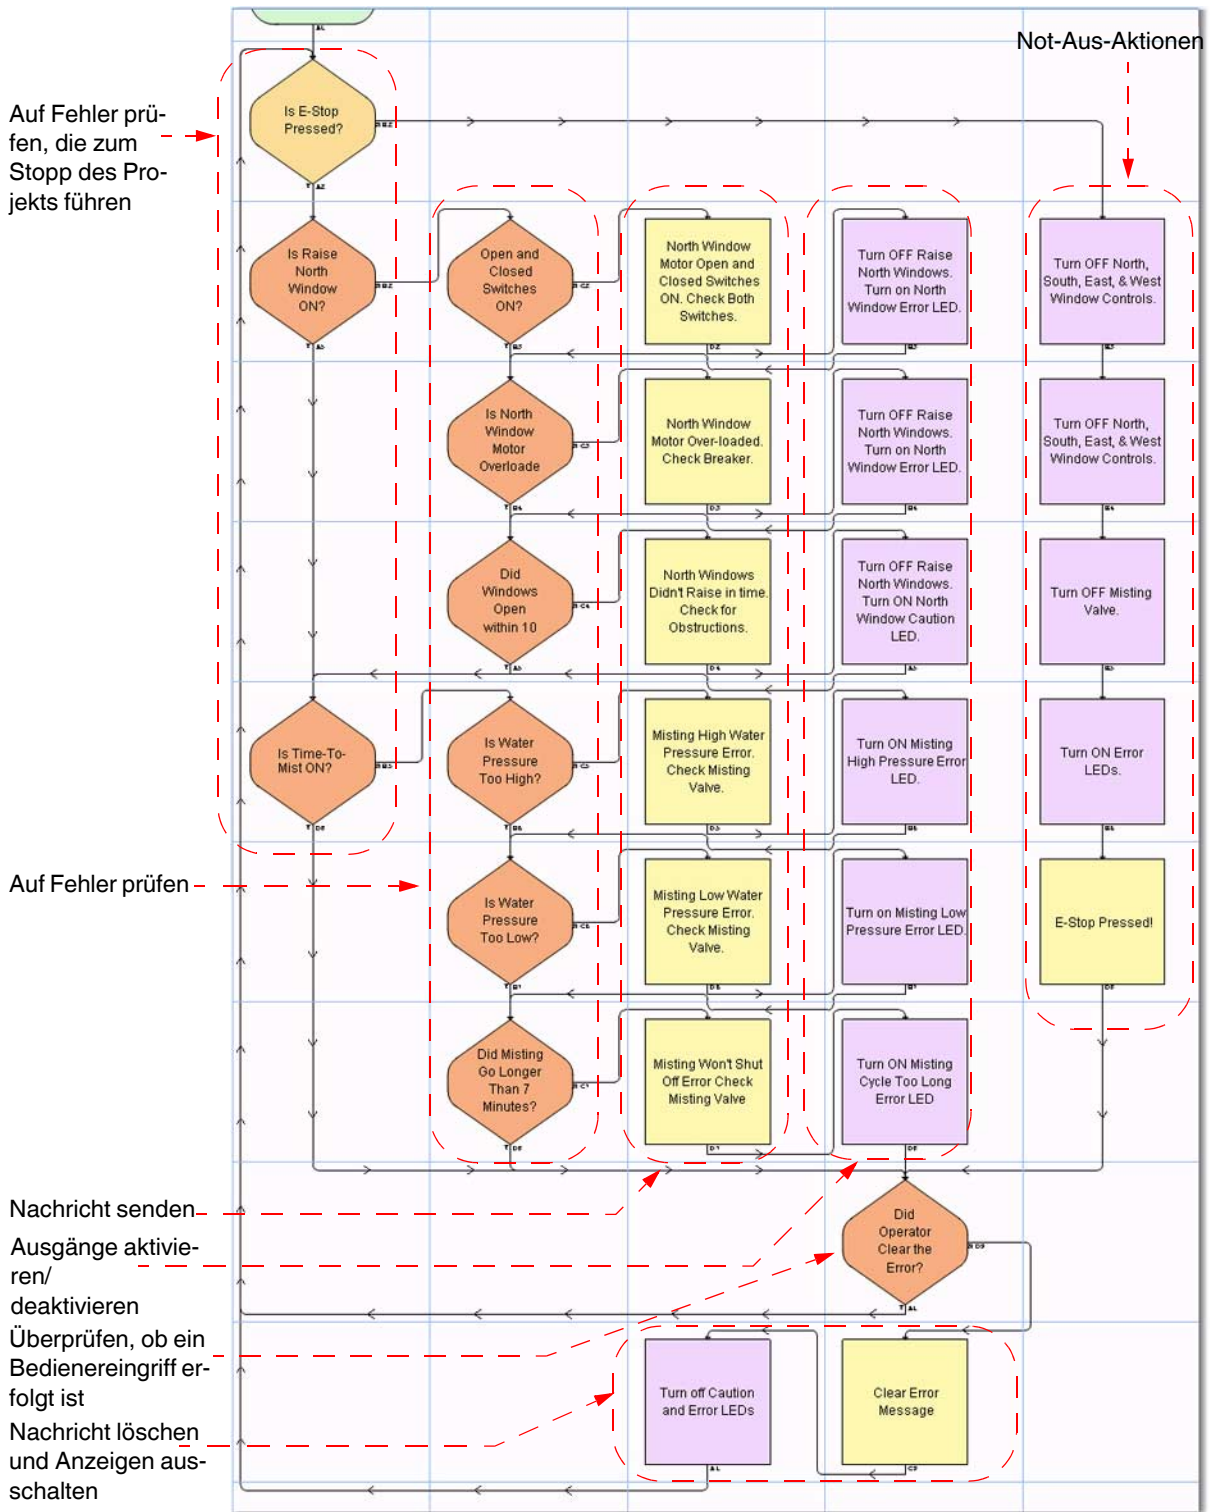 Not-Aus-Aktionen
Auf Fehler prü-
fen, die zum
Stopp des Pro-
jekts führen
Is E-Stop
Pressed?
Is Raise
North
Window
ON?
Open and
Closed
Switches
ON?
North Window
Motor Open and
Closed Switches
ON. Check Both
Switches.
Turn OFF Raise
North Windows.
Turn on North
Window Error LED.
Turn OFF North,
South, East, & West
Window Controls.
Is North
Window
Motor
Overloade
North Window
Motor Over-loaded.
Check Breaker.
Turn OFF Raise
North Windows.
Turn on North
Window Error LED.
Turn OFF North,
South, East, & West
Window Controls.
Did
Windows
Open
within 10
North Windows
Didn't Raise in time.
Check for
Obstructions.
Turn OFF Raise
North Windows.
Turn ON North
Window Caution
LED.
Turn OFF Misting
Valve.
Is Time-To-
Mist ON?
Is Water
Pressure
Too High?
Misting High Water
Pressure Error.
Check Misting
Valve.
Turn ON Misting
High Pressure Error
LED.
Turn ON Error
LEDs.
Auf Fehler prüfen
Is Water
Pressure
Too Low?
Misting Low Water
Pressure Error.
Check Misting
Valve.
Turn on Misting Low
Pressure Error LED.
E-Stop Pressed!
Did Misting
Go Longer
Than 7
Minutes?
Misting Won't Shut
Off Error Check
Misting Valve
Turn ON Misting
Cycle Too Long
Error LED
Nachricht senden
Ausgänge aktivie-
ren/
deaktivieren
Did
Operator
Clear the
Error?
Überprüfen, ob ein
Bedienereingriff er-
folgt ist
Nachricht löschen
und Anzeigen aus-
schalten
Turn off Caution
and Error LEDs
Clear Error
Message